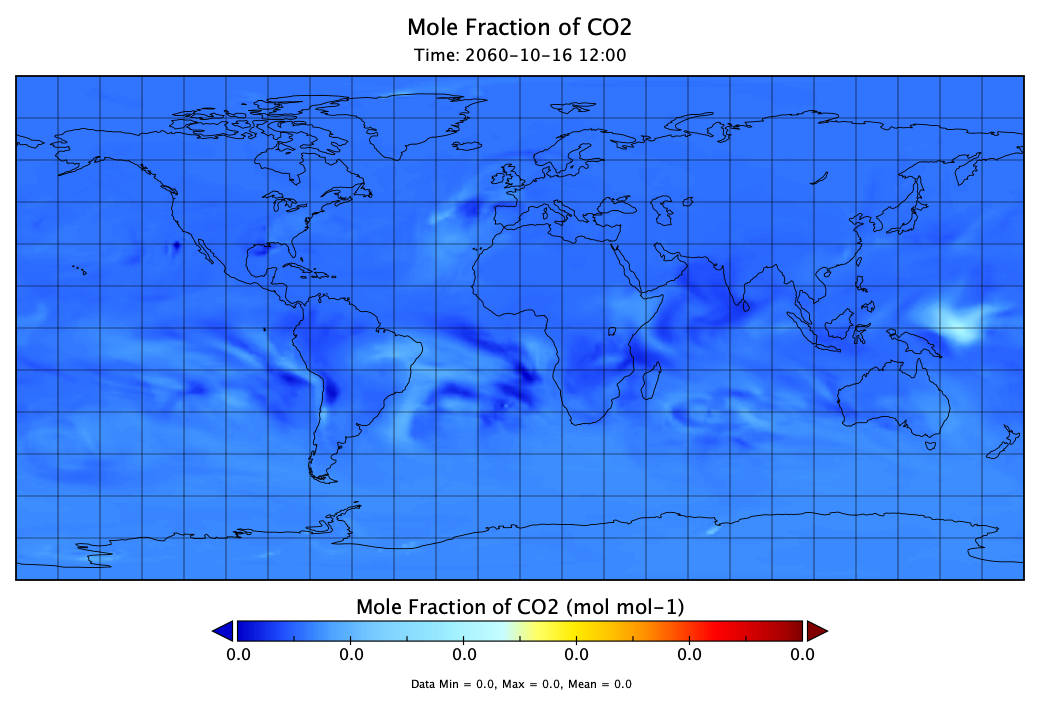 Mole Fraction of CO2
Time: 2060-10-16 12:00
Mole Fraction of CO2 (mol mol−1)
0.0 0.0 0.0 0.0 0.0 0.0
Data Min = 0.0, Max = 0.0, Mean = 0.0